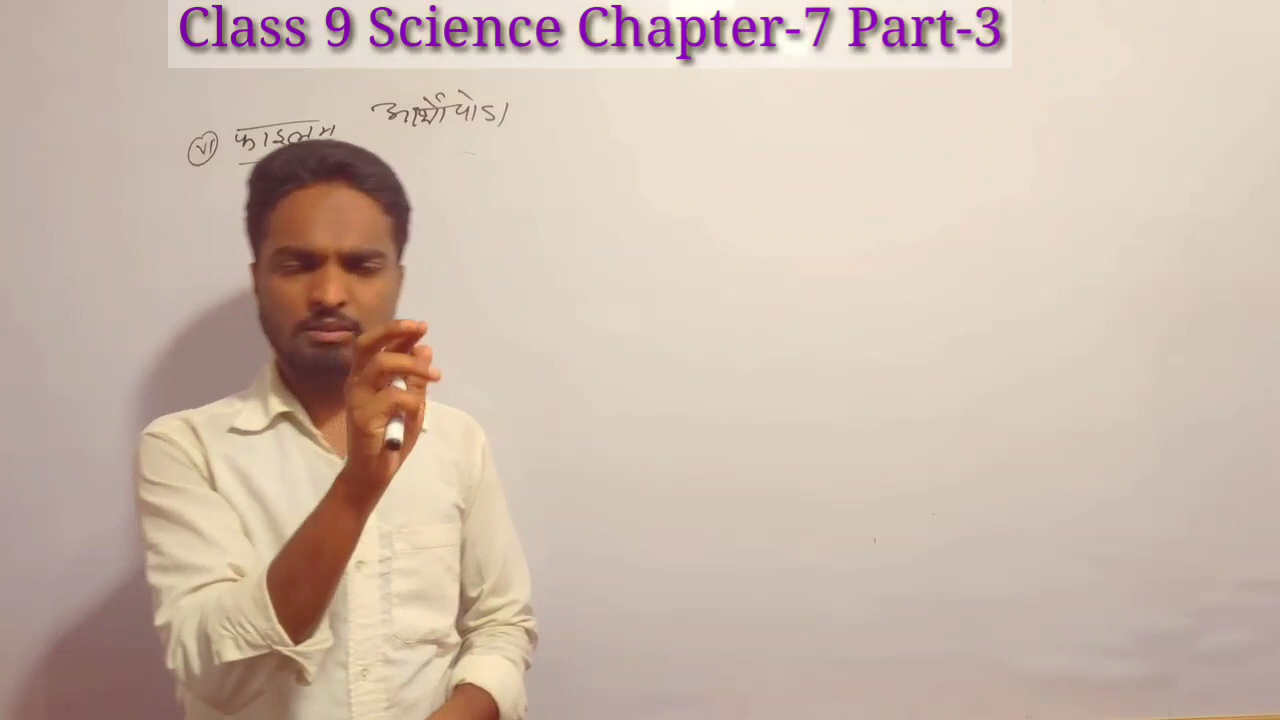 Class 9 Science Chapter-7 Part-3
(vi) फाइलम आर्थोपोडा